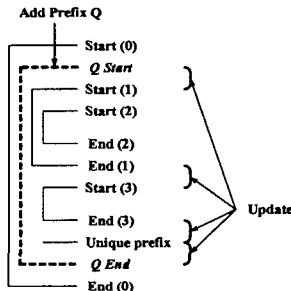 Add Prefix Q
Start (0)
Q Start
Start (1)
Start (2)
End (2)
End (1)
Start (3)
Update
End (3)
Unique prefix
Q End
End (0)